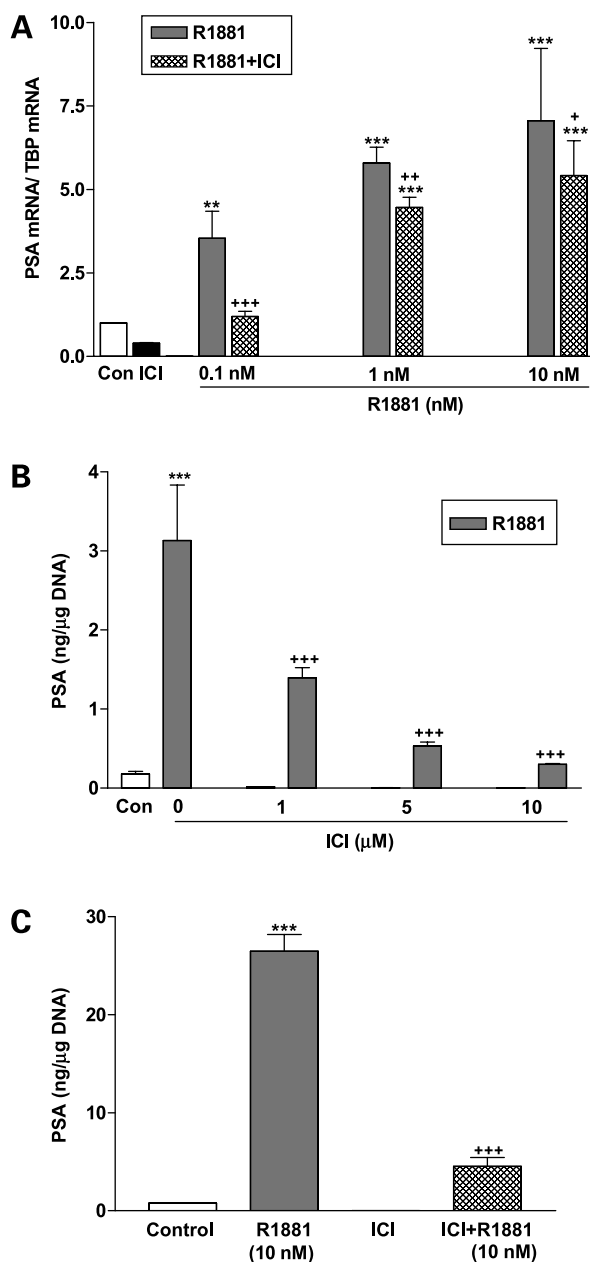 A
10.0
R1881
R1881+ICI
***
7.5
+
***
***
++
***
5.0
**
2.5
+++
0.0
PSA mRNA/ TBP mRNA
Con ICI 0.1 nM 1 nM 10 nM
R1881 (nM)
B
4
***
R1881
3
2
+++
1
+++
+++
0
PSA (ng/µg DNA)
Con 0 1 5 10
ICI (µM)
C
30
***
20
10
+++
0
PSA (ng/µg DNA)
Control R1881 ICI ICI+R1881
(10 nM) (10 nM)